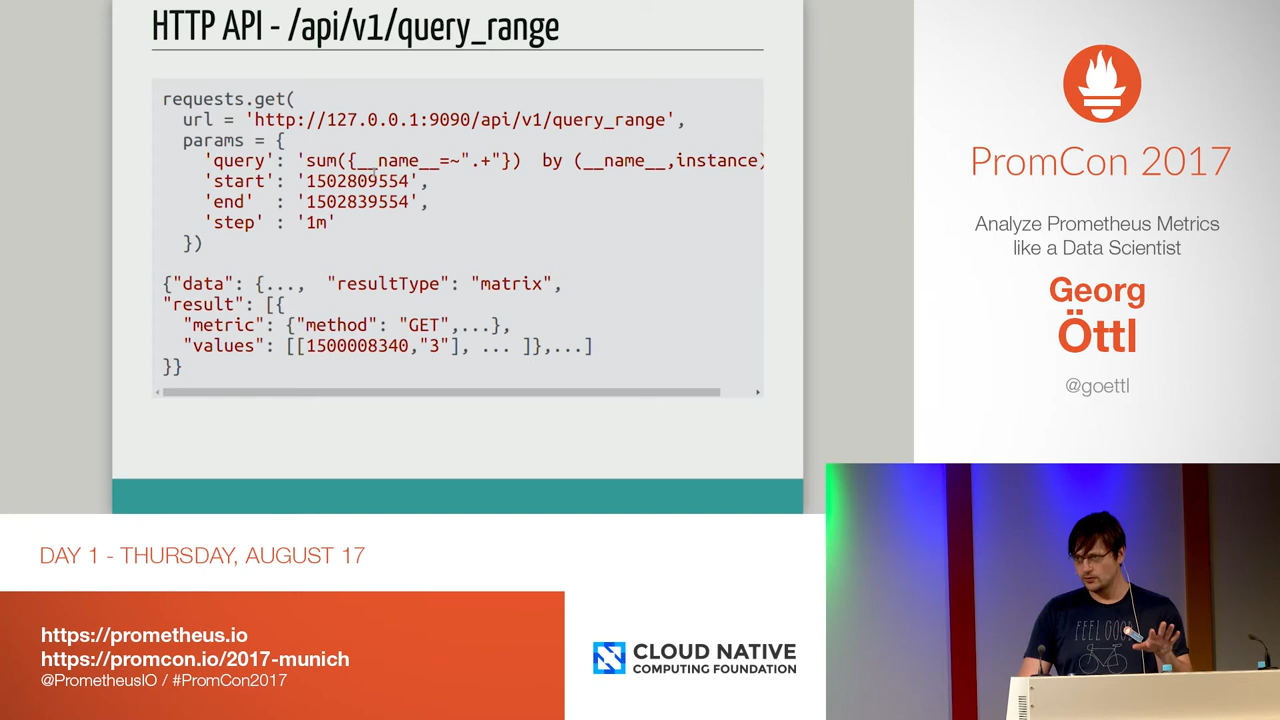 HTTP API - /api/v1/query_range
requests.get(
url = 'http://127.0.0.1:9090/api/v1/query_range',
params = {
'query': 'sum({__name__=~".+"}) by (__name__,instance)
'start': '1502809554',
'end' : '1502839554',
'step' : '1m'
})
{"data": {..., "resultType": "matrix",
"result": [{
"metric": {"method": "GET",...},
"values": [[1500008340,"3"], ... ]},...]
}}
PromCon 2017
Analyze Prometheus Metrics
like a Data Scientist
Georg
Öttl
@goettl
DAY 1 - THURSDAY, AUGUST 17
https://prometheus.io
https://promcon.io/2017-munich
@PrometheusIO / #PromCon2017
CLOUD NATIVE
COMPUTING FOUNDATION
FEEL GOOD